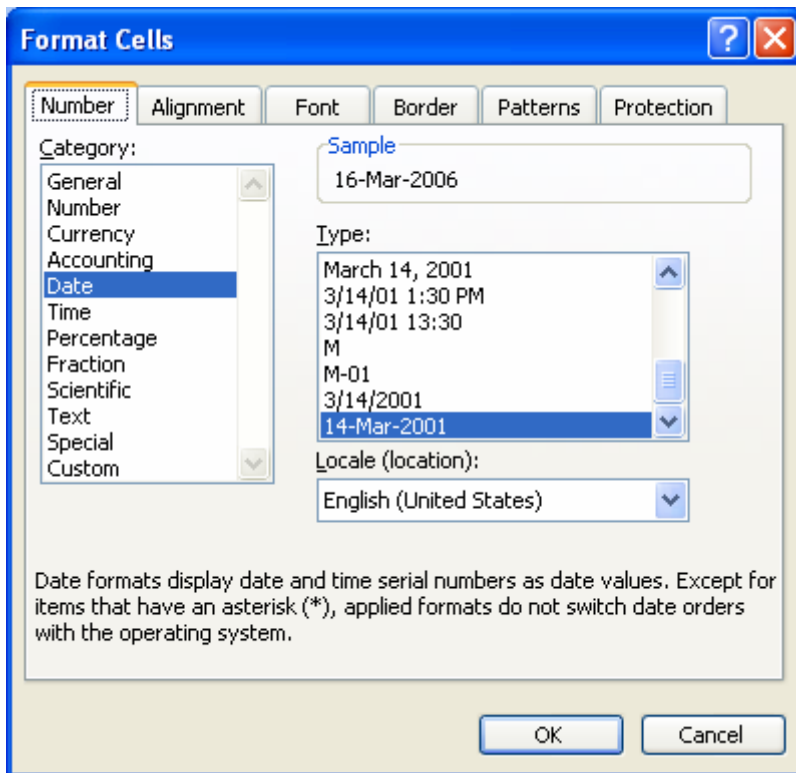 Format Cells
Number Alignment Font Border Patterns Protection
Category:
General
Number
Currency
Accounting
Date
Time
Percentage
Fraction
Scientific
Text
Special
Custom
Sample
16-Mar-2006
Type:
March 14, 2001
3/14/01 1:30 PM
3/14/01 13:30
M
M-01
3/14/2001
14-Mar-2001
Locale (location):
English (United States)
Date formats display date and time serial numbers as date values. Except for
items that have an asterisk (*), applied formats do not switch date orders
with the operating system.
OK Cancel